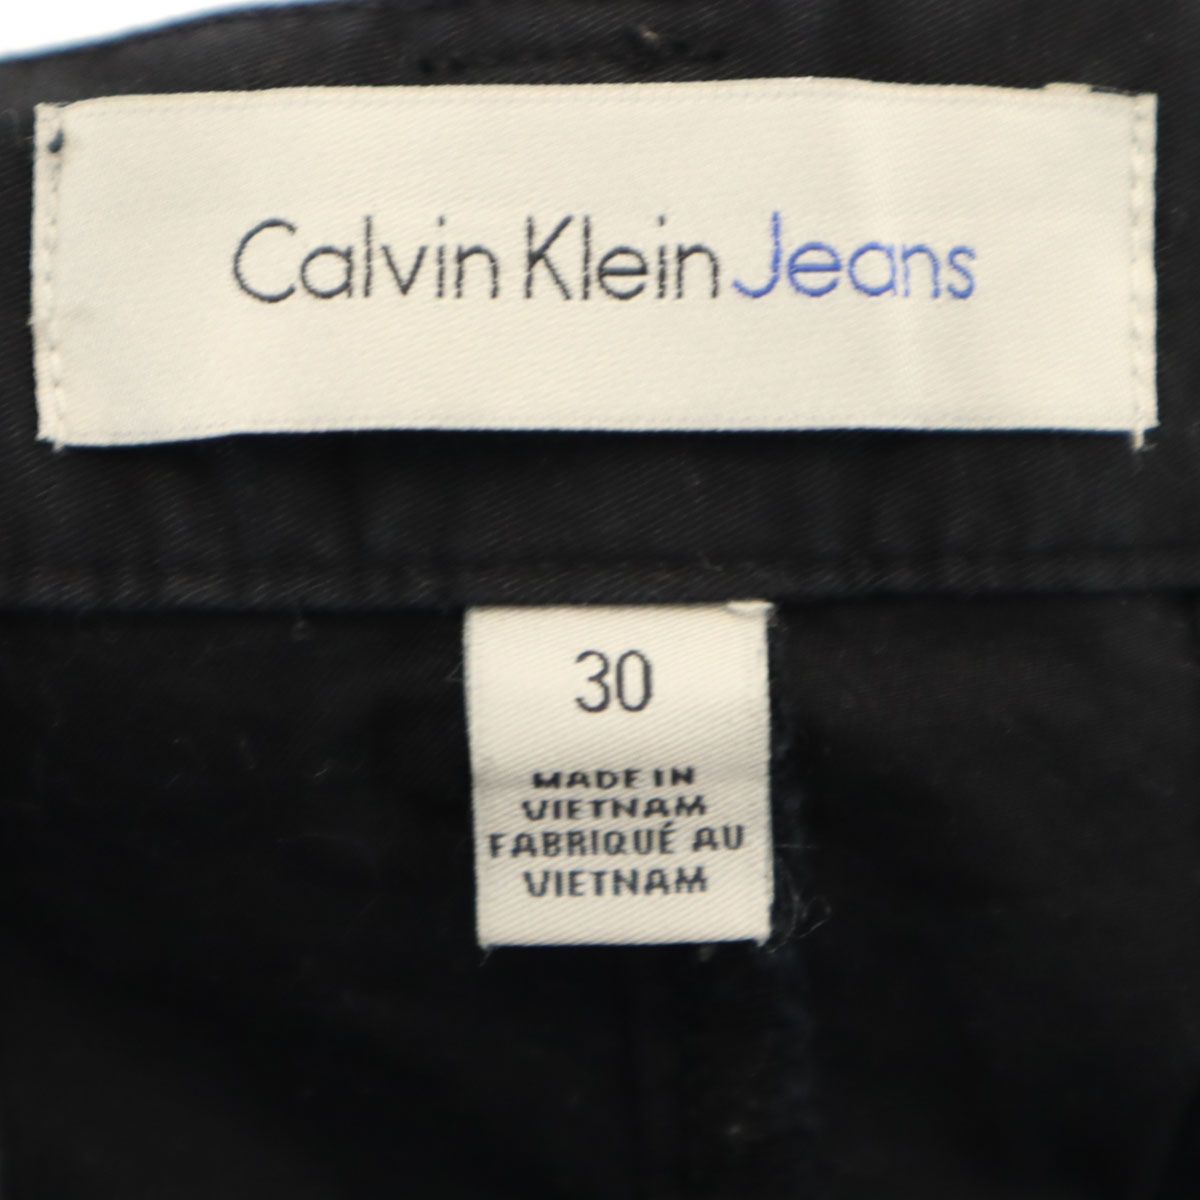 Calvin Klein Jeans
30
MADE IN
VIETNAM
FABRIQUÉ AU
VIETNAM